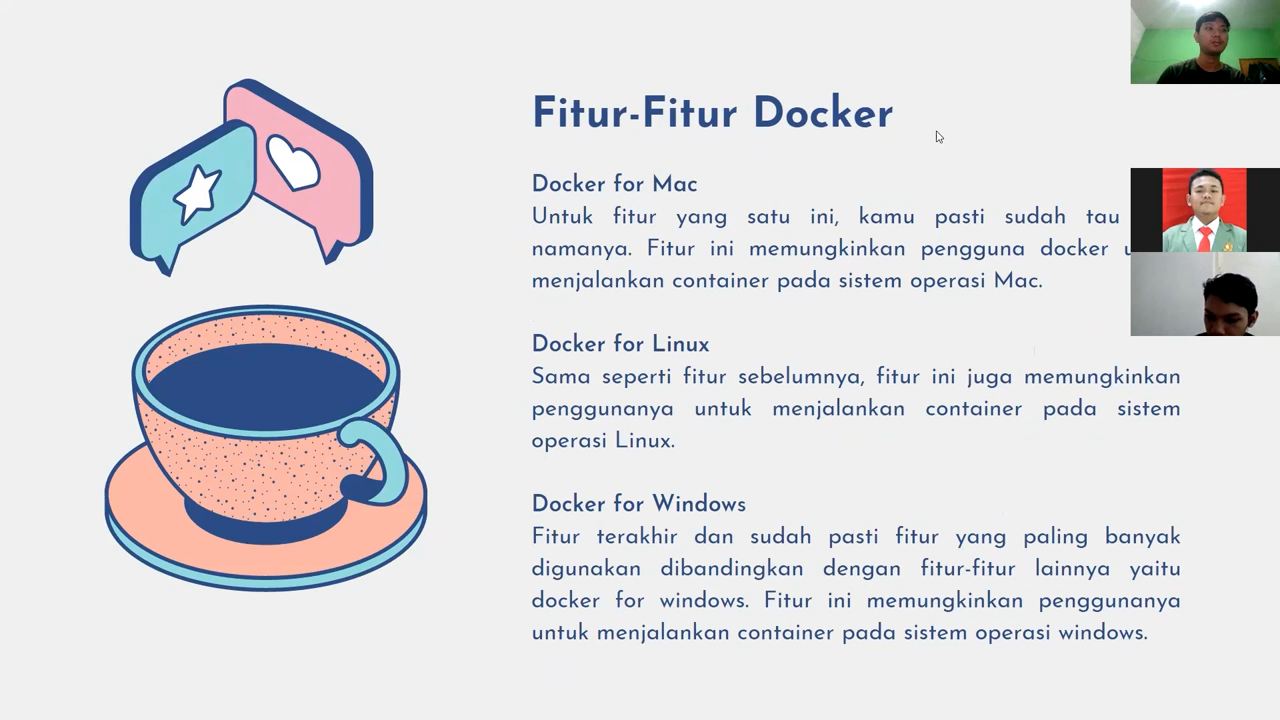 Fitur-Fitur Docker
Docker for Mac
Untuk fitur yang satu ini, kamu pasti sudah tau
namanya. Fitur ini memungkinkan pengguna docker
menjalankan container pada sistem operasi Mac.
Docker for Linux
Sama seperti fitur sebelumnya, fitur ini juga memungkinkan
penggunanya untuk menjalankan container pada sistem
operasi Linux.
Docker for Windows
Fitur terakhir dan sudah pasti fitur yang paling banyak
digunakan dibandingkan dengan fitur-fitur lainnya yaitu
docker for windows. Fitur ini memungkinkan penggunanya
untuk menjalankan container pada sistem operasi windows.